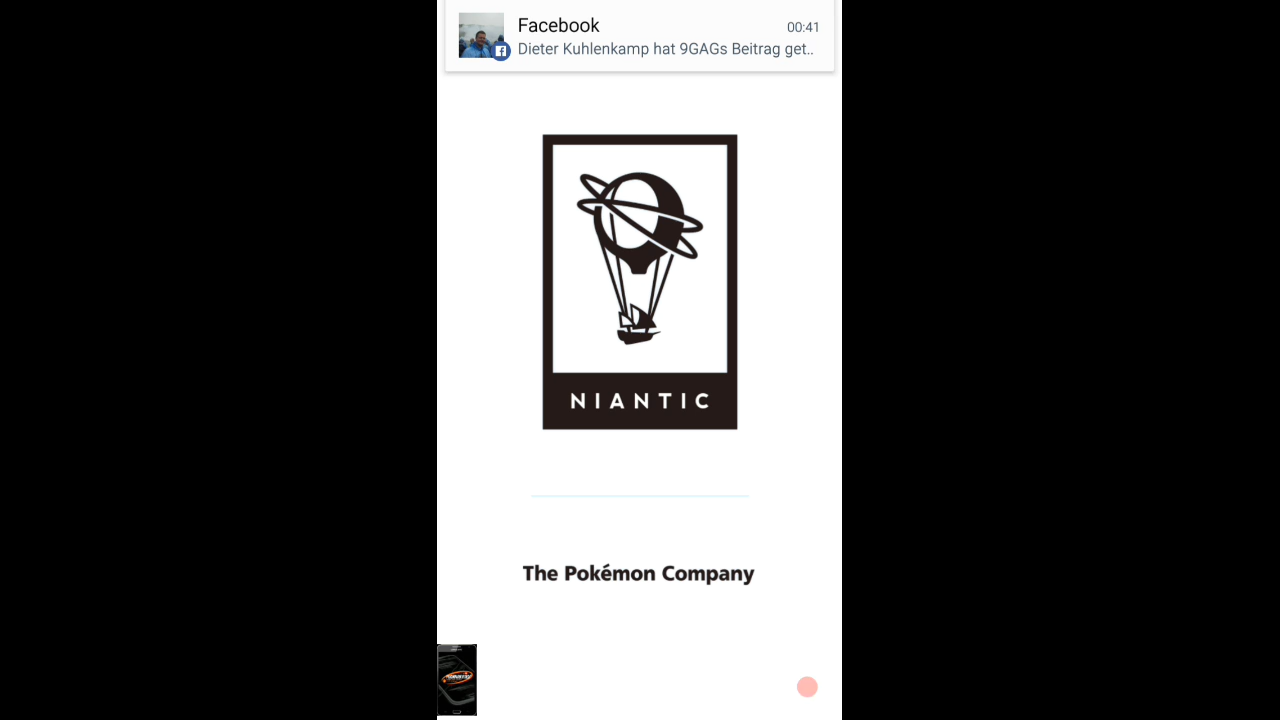 Facebook
00:41
Dieter Kuhlenkamp hat 9GAGs Beitrag get..
NIANTIC
The Pokémon Company